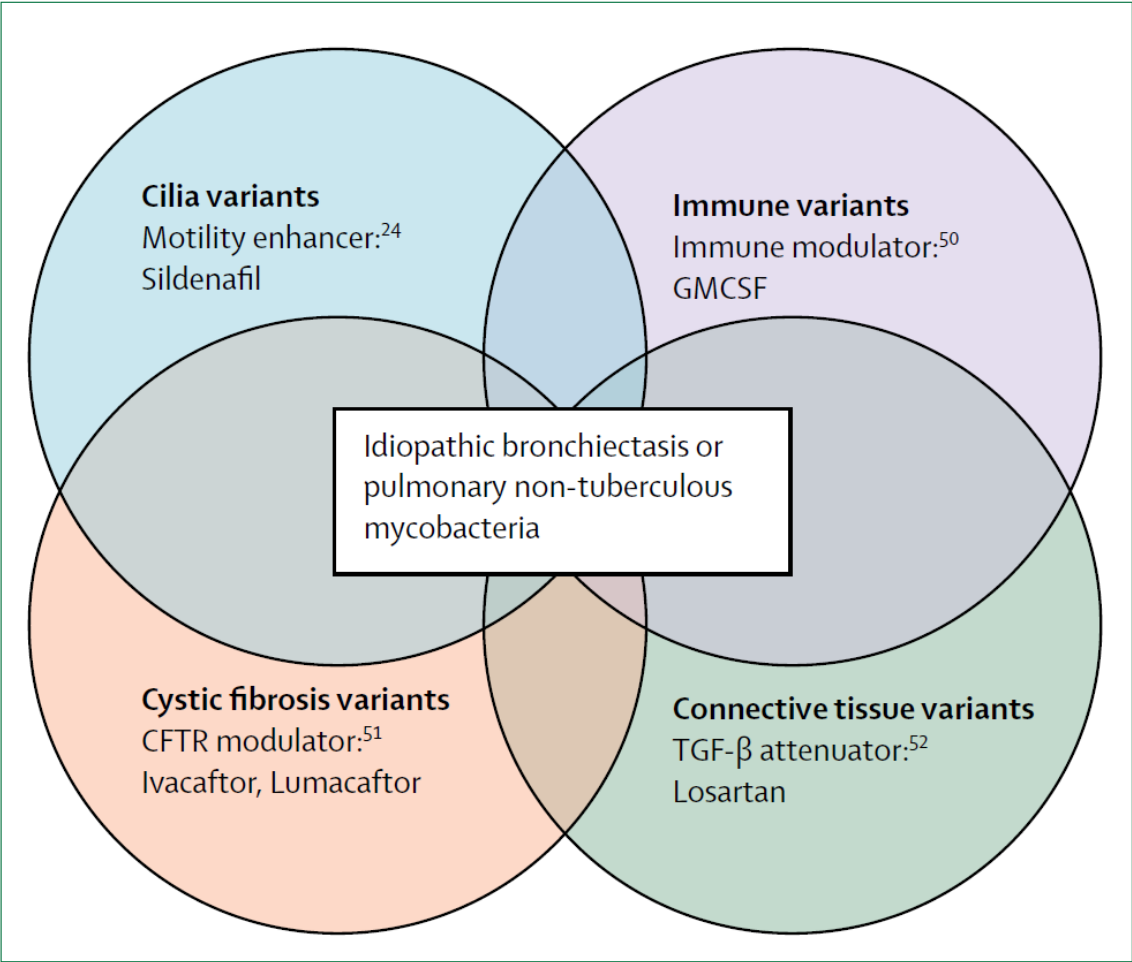 Cilia variants
Motility enhancer:24
Sildenafil
Immune variants
Immune modulator:50
GMCSF
Idiopathic bronchiectasis or
pulmonary non-tuberculous
mycobacteria
Cystic fibrosis variants
CFTR modulator:51
Ivacaftor, Lumacaftor
Connective tissue variants
TGF-β attenuator:52
Losartan